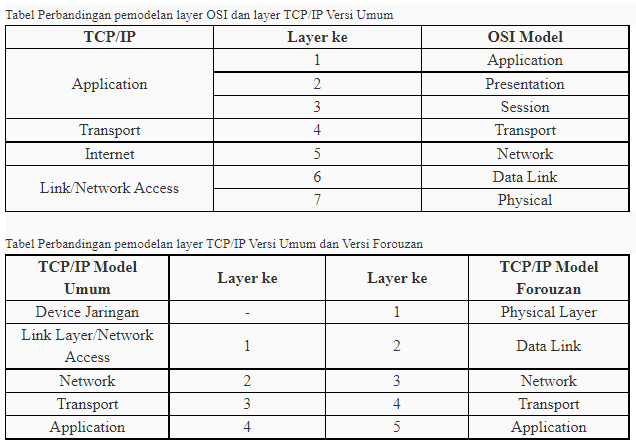 Tabel Perbandingan pemodelan layer OSI dan layer TCP/IP Versi Umum
TCP/IP Layer ke OSI Model
Application 1 Application
2 Presentation
3 Session
Transport 4 Transport
Internet 5 Network
Link/Network Access 6 Data Link
7 Physical
Tabel Perbandingan pemodelan layer TCP/IP Versi Umum dan Versi Forouzan
TCP/IP Model Umum Layer ke Layer ke TCP/IP Model Forouzan
Device Jaringan - 1 Physical Layer
Link Layer/Network Access 1 2 Data Link
Network 2 3 Network
Transport 3 4 Transport
Application 4 5 Application